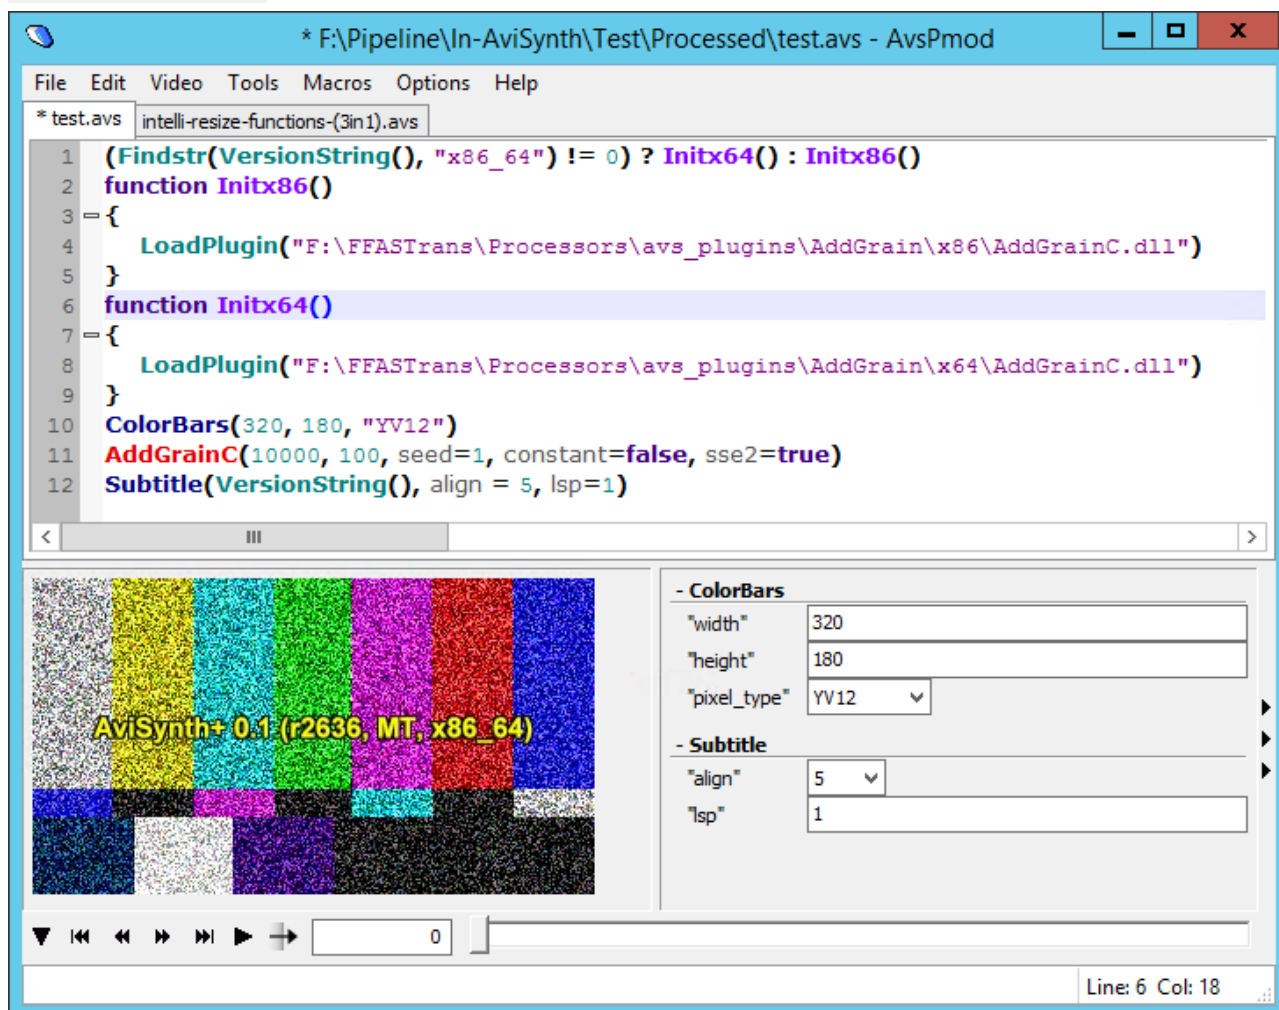 * F:\Pipeline\In-AviSynth\Test\Processed\test.avs - AvsPmod
File Edit Video Tools Macros Options Help
* test.avs intelli-resize-functions-(3in1).avs
1 (Findstr(VersionString(), "x86_64") != 0) ? Initx64() : Initx86()
2 function Initx86()
3 {
4 LoadPlugin("F:\FFASTrans\Processors\avs_plugins\AddGrain\x86\AddGrainC.dll")
5 }
6 function Initx64()
7 {
8 LoadPlugin("F:\FFASTrans\Processors\avs_plugins\AddGrain\x64\AddGrainC.dll")
9 }
10 ColorBars(320, 180, "YV12")
11 AddGrainC(10000, 100, seed=1, constant=false, sse2=true)
12 Subtitle(VersionString(), align = 5, lsp=1)
AviSynth+ 0.1 (r2636, MT, x86_64)
- ColorBars
"width" 320
"height" 180
"pixel_type" YV12
- Subtitle
"align" 5
"lsp" 1
0
Line: 6 Col: 18